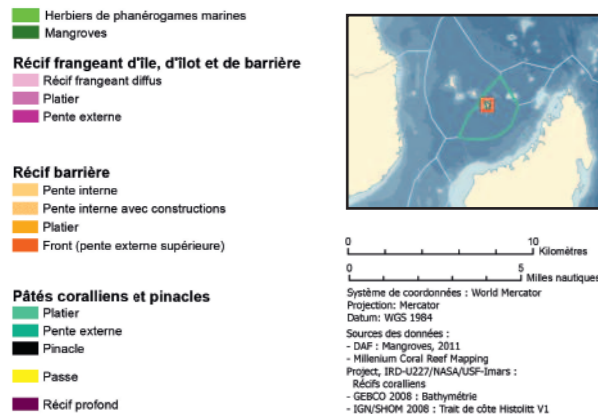 Herbiers de phanérogames marines
Mangroves
Récif frangeant d'île, d'îlot et de barrière
Récif frangeant diffus
Platier
Pente externe
Récif barrière
Pente interne
Pente interne avec constructions
Platier
Front (pente externe supérieure)
Pâtés coralliens et pinacles
Platier
Pente externe
Pinacle
Passe
Récif profond
0 10
Kilomètres
0 5
Milles nautiques
Système de coordonnées : World Mercator
Projection: Mercator
Datum: WGS 1984
Sources des données :
- DAF : Mangroves, 2011
- Millenium Coral Reef Mapping
Project, IRD-U227/NASA/USF-Imars :
Récifs coralliens
- GEBCO 2008 : Bathymétrie
- IGN/SHOM 2008 : Trait de côte Histolitt V1